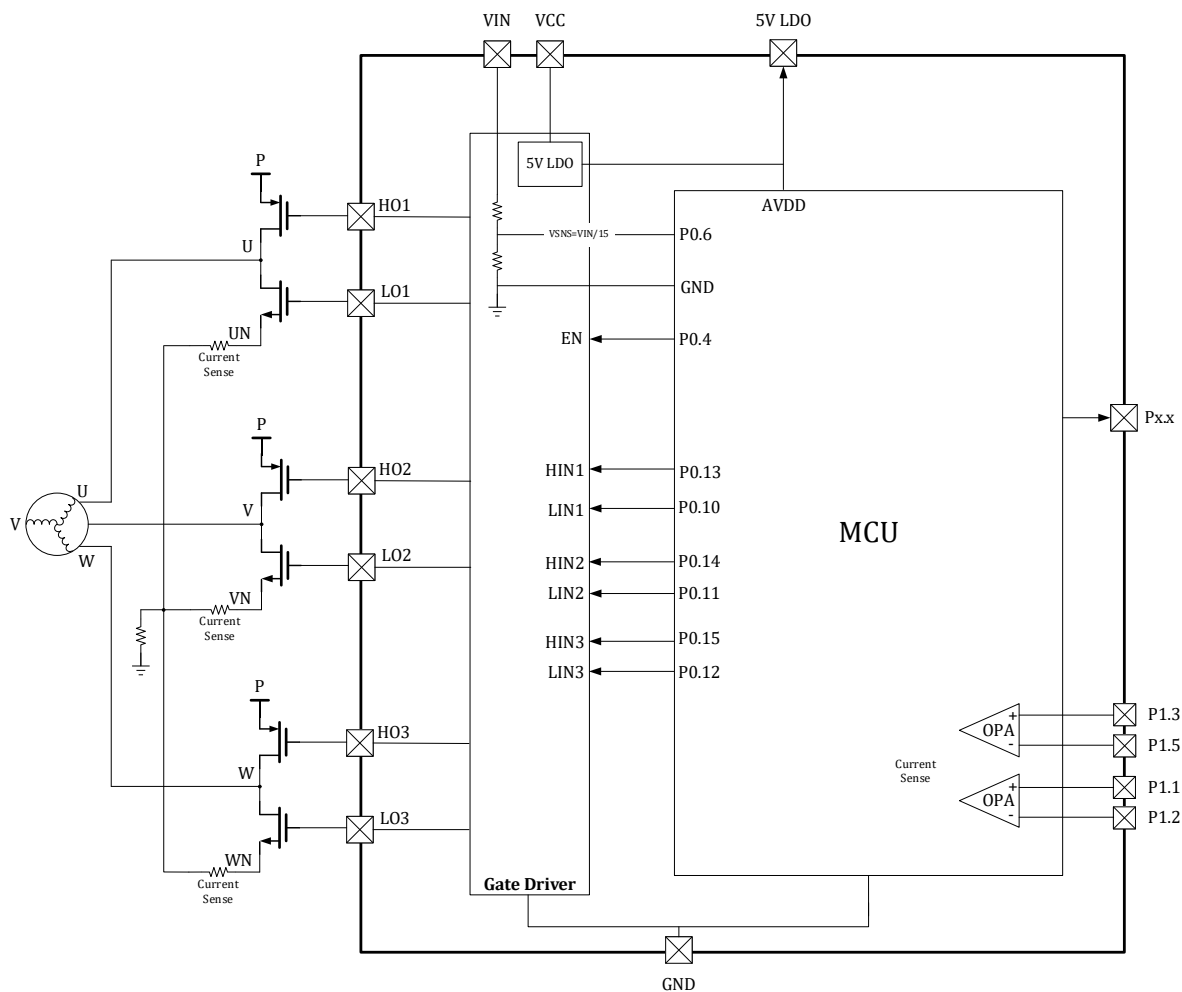 VIN
VCC
5V LDO
5V LDO
P
HO1
AVDD
U
VSNS=VIN/15
P0.6
LO1
GND
UN
Current
Sense
EN
P0.4
P
Px.x
HO2
HIN1
P0.13
U
V
LIN1
P0.10
V
MCU
W
LO2
HIN2
P0.14
VN
LIN2
P0.11
Current
Sense
HIN3
P0.15
LIN3
P0.12
P
HO3
+
OPA
-
P1.3
P1.5
W
Current
Sense
+
OPA
-
P1.1
P1.2
LO3
WN
Current
Sense
Gate Driver
GND